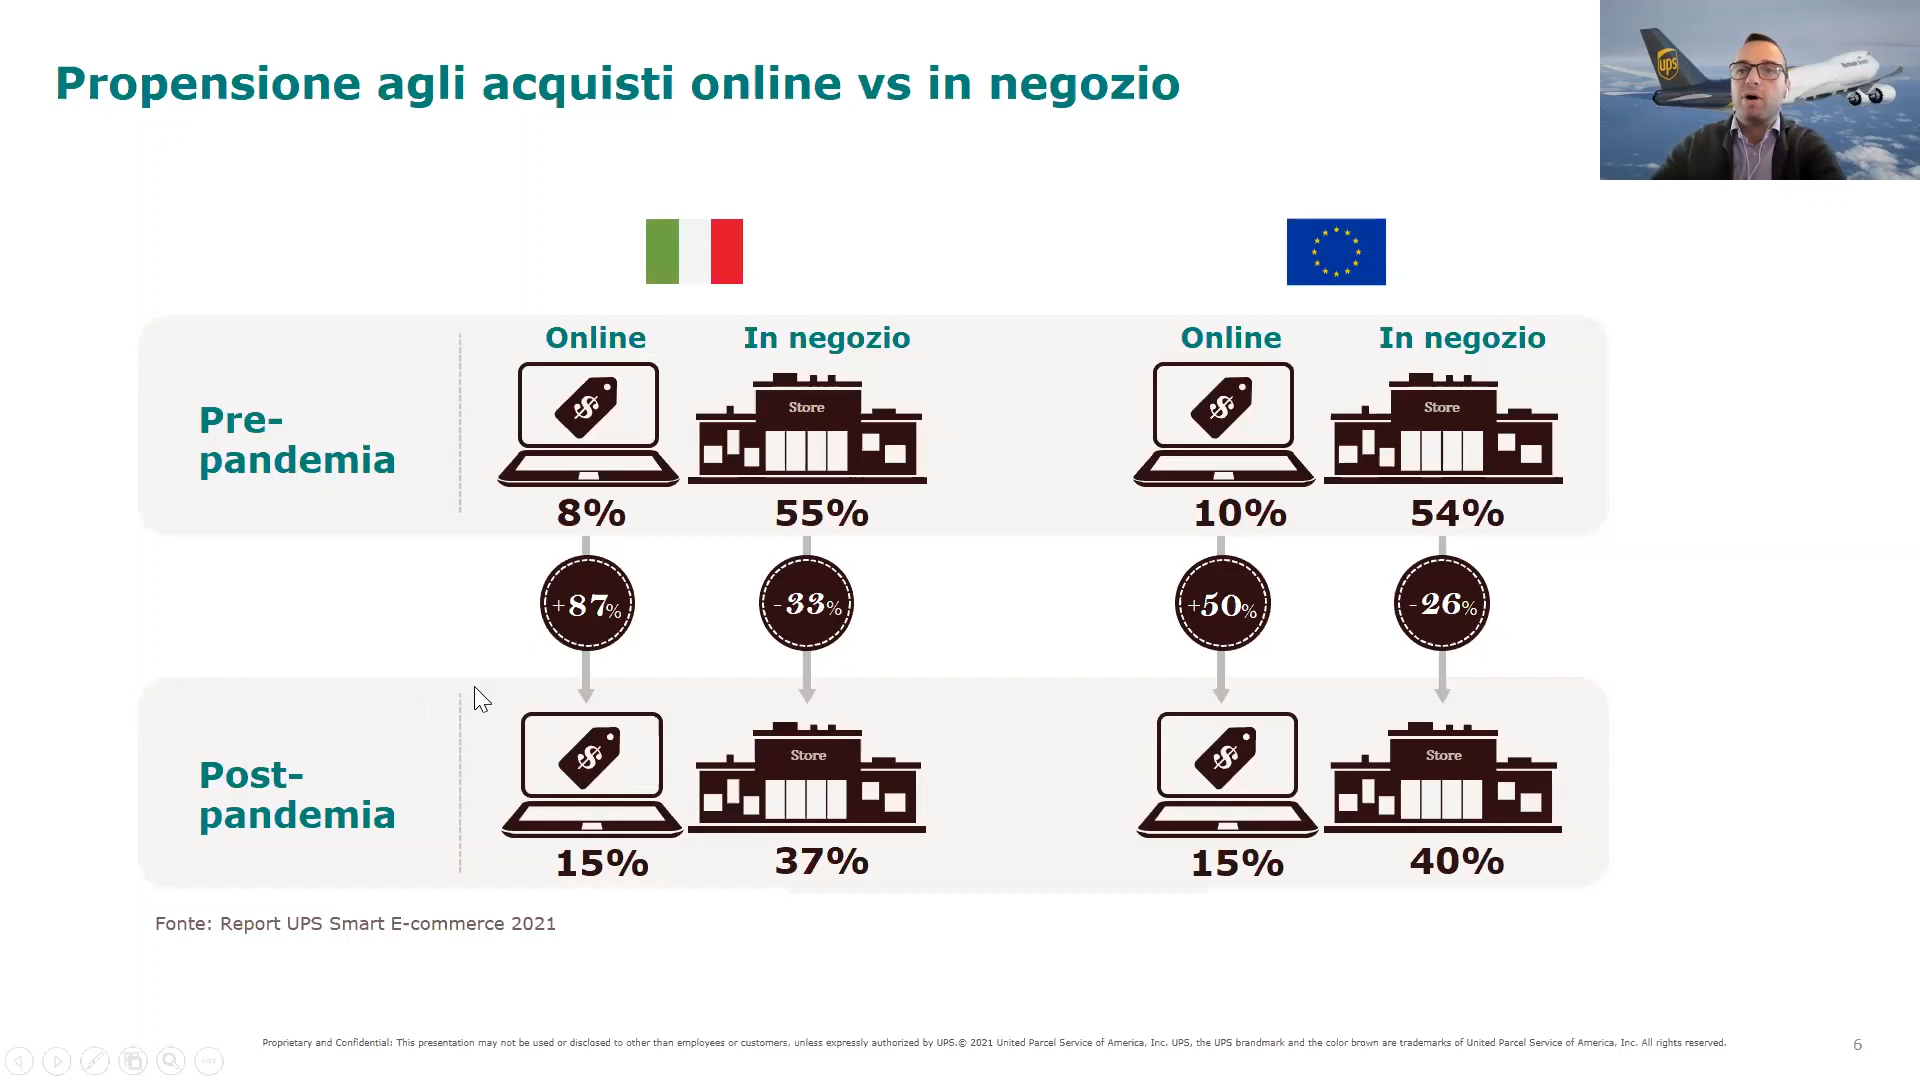 Propensione agli acquisti online vs in negozio
ups
Online
In negozio
Online
In negozio
Pre-
pandemia
$
Store
$
Store
8%
55%
10%
54%
+87%
-33%
+50%
-26%
Post-
pandemia
$
Store
$
Store
15%
37%
15%
40%
Fonte: Report UPS Smart E-commerce 2021
Proprietary and Confidential: This presentation may not be used or disclosed to other than employees or customers, unless expressly authorized by UPS.© 2021 United Parcel Service of America, Inc. UPS, the UPS brandmark and the color brown are trademarks of United Parcel Service of America, Inc. All rights reserved.
6